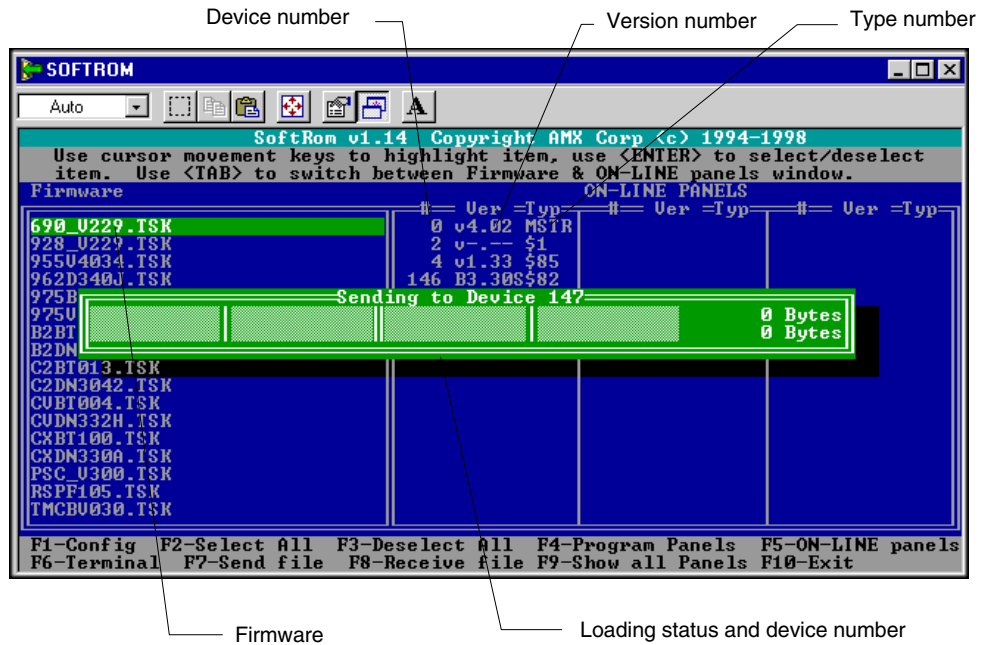 Device number
Version number
Type number
SOFTROM
Auto
A
SoftRom v1.14 Copyright AMX Corp (c) 1994-1998
Use cursor movement keys to highlight item, use <ENTER> to select/deselect
item. Use <TAB> to switch between Firmware & ON-LINE panels window.
Firmware ON-LINE PANELS
# Ver Typ # Ver Typ # Ver Typ
690_V229.TSK 0 v4.02 MSTR
928_V229.TSK 2 v-.-- $1
955V4034.TSK 4 v1.33 $85
962D340J.TSK 146 B3.30S$82
975B
Sending to Device 147
975V 0 Bytes
B2BT 0 Bytes
B2DN
C2BT013.TSK
C2DN3042.TSK
CVBT004.TSK
CVDN332H.TSK
CXBT100.TSK
CXDN330A.TSK
PSC_V300.TSK
RSPF105.TSK
TMCBV030.TSK
F1-Config F2-Select All F3-Deselect All F4-Program Panels F5-ON-LINE panels
F6-Terminal F7-Send file F8-Receive file F9-Show all Panels F10-Exit
Firmware
Loading status and device number